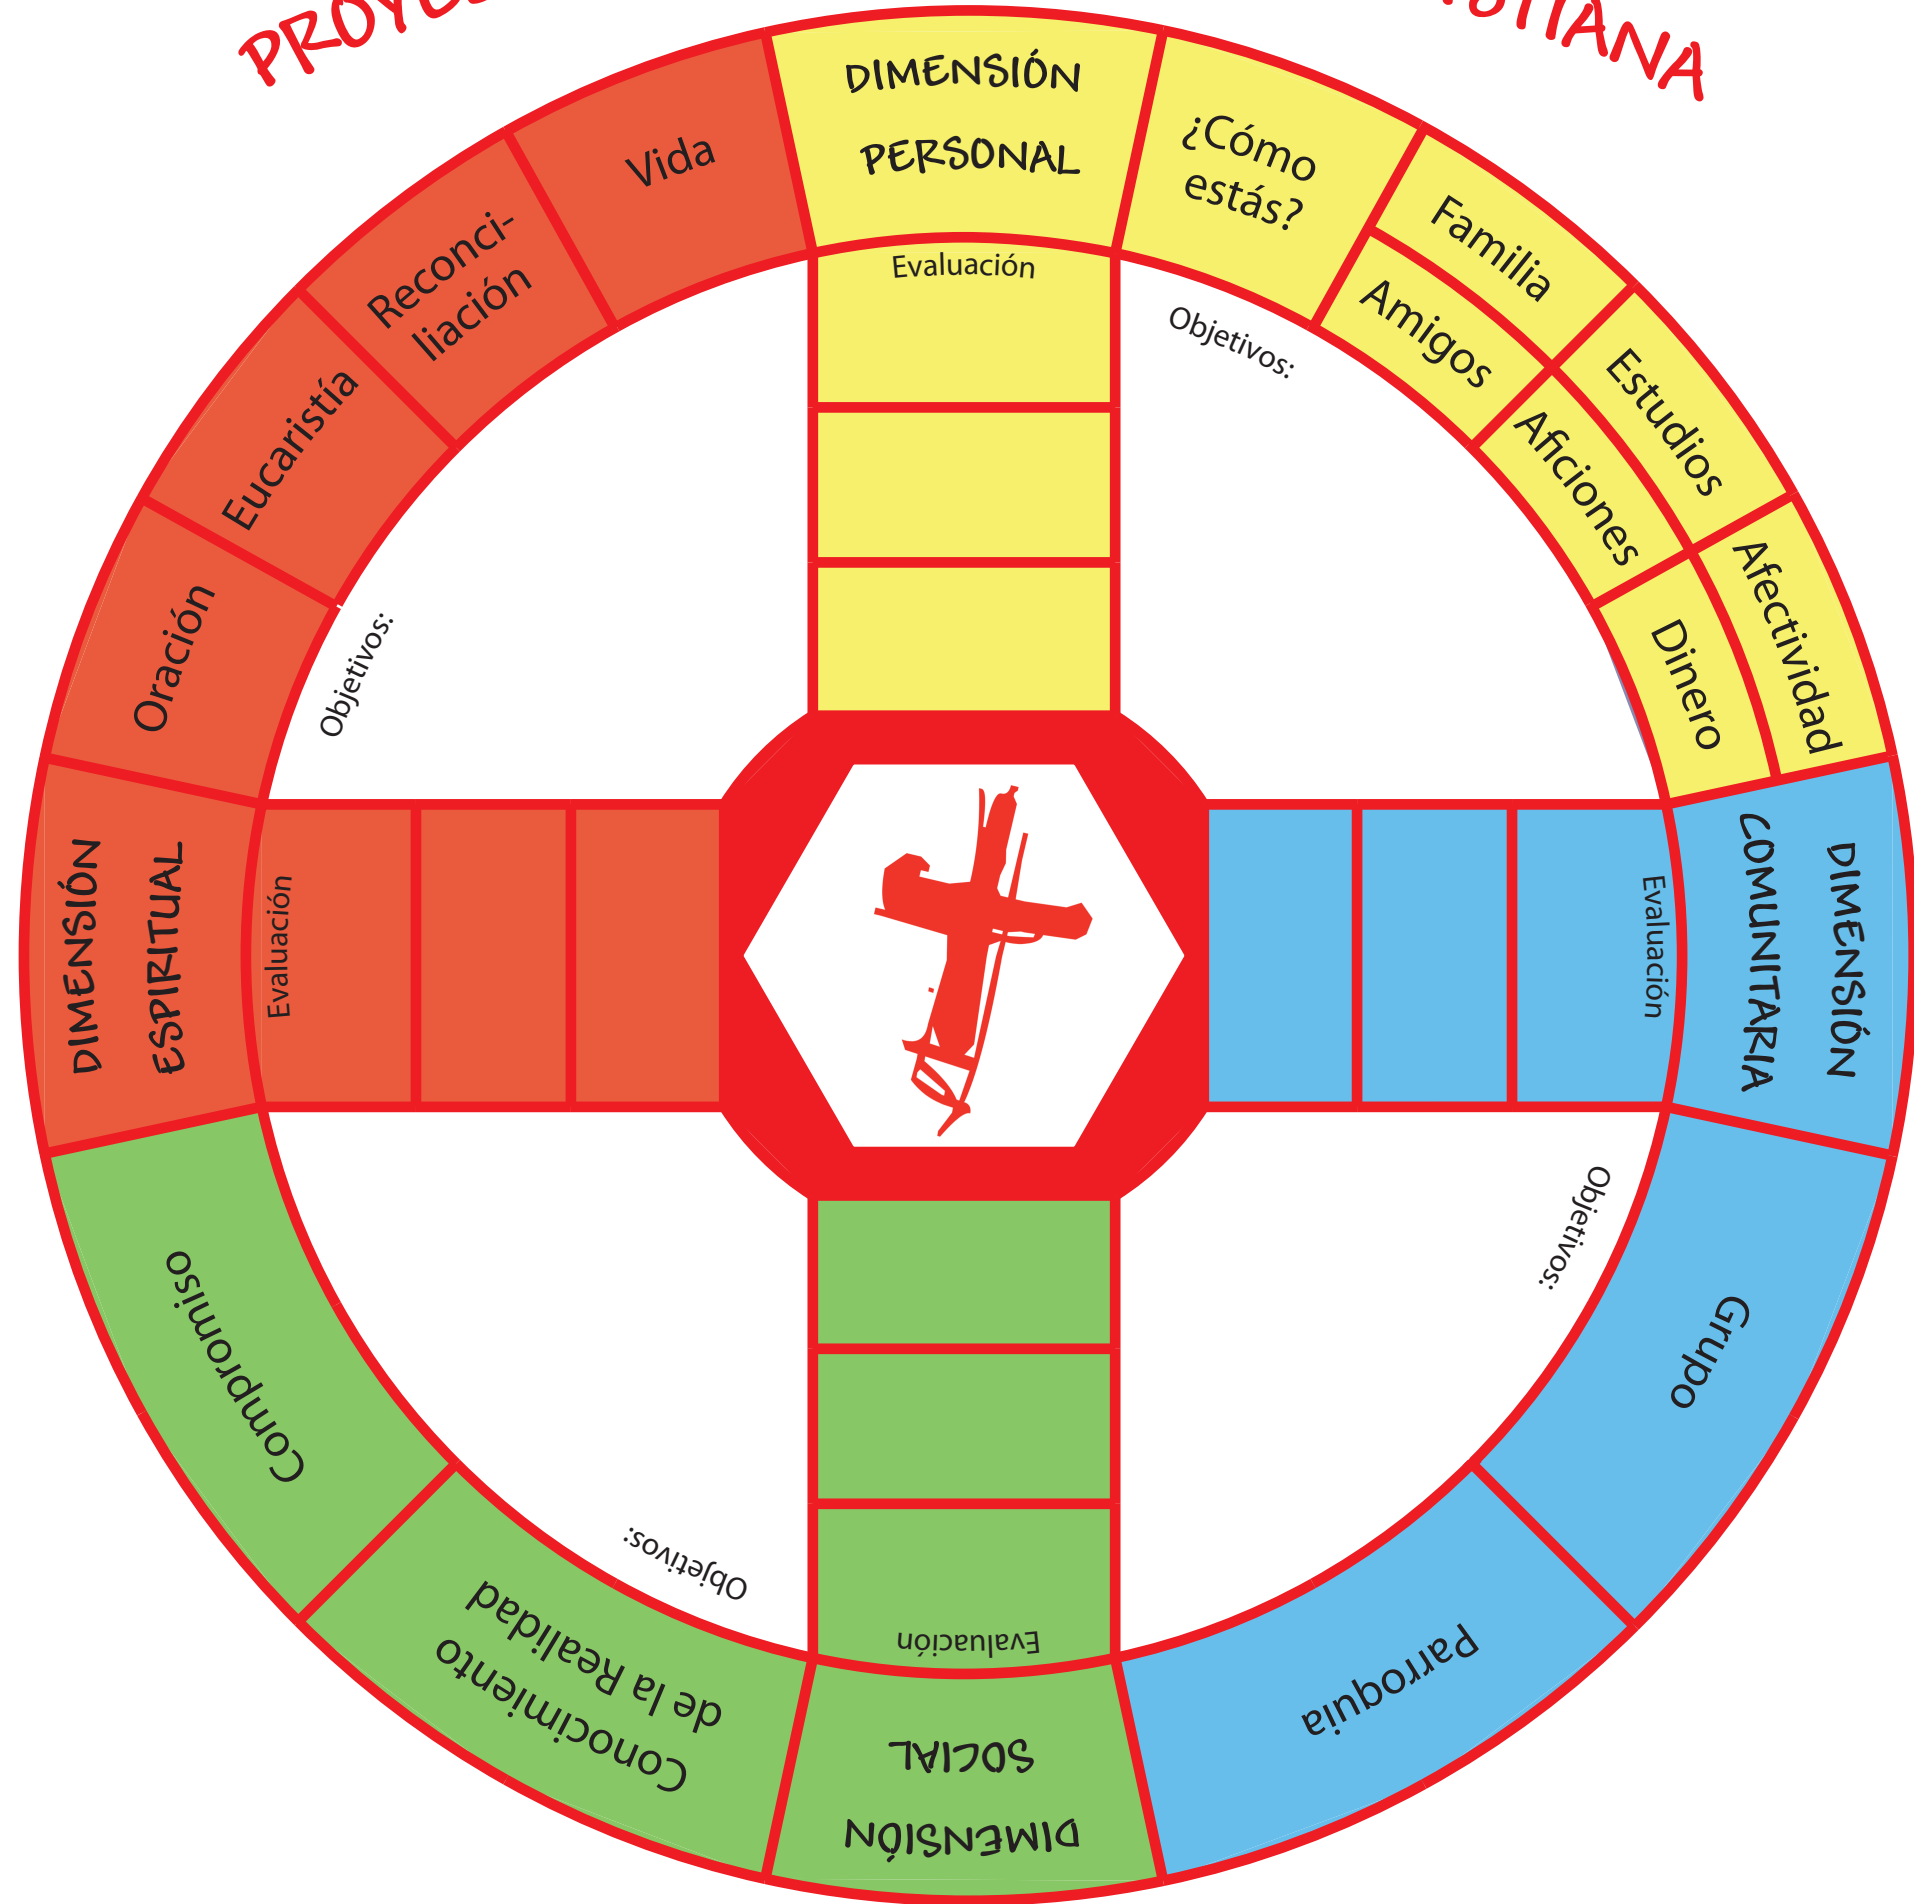 DIMENSIÓN
PERSONAL
Evaluación
¿Cómo
estás?
Objetivos:
Familia
Amigos
Estudios
Aficiones
Afectividad
Dinero
DIMENSIÓN
COMUNITARIA
Evaluación
Objetivos:
Grupo
Parroquia
DIMENSIÓN
SOCIAL
Evaluación
Objetivos:
Conocimiento
de la Realidad
Compromiso
DIMENSIÓN
ESPIRITUAL
Evaluación
Objetivos:
Oración
Eucaristía
Reconci-
liación
Vida